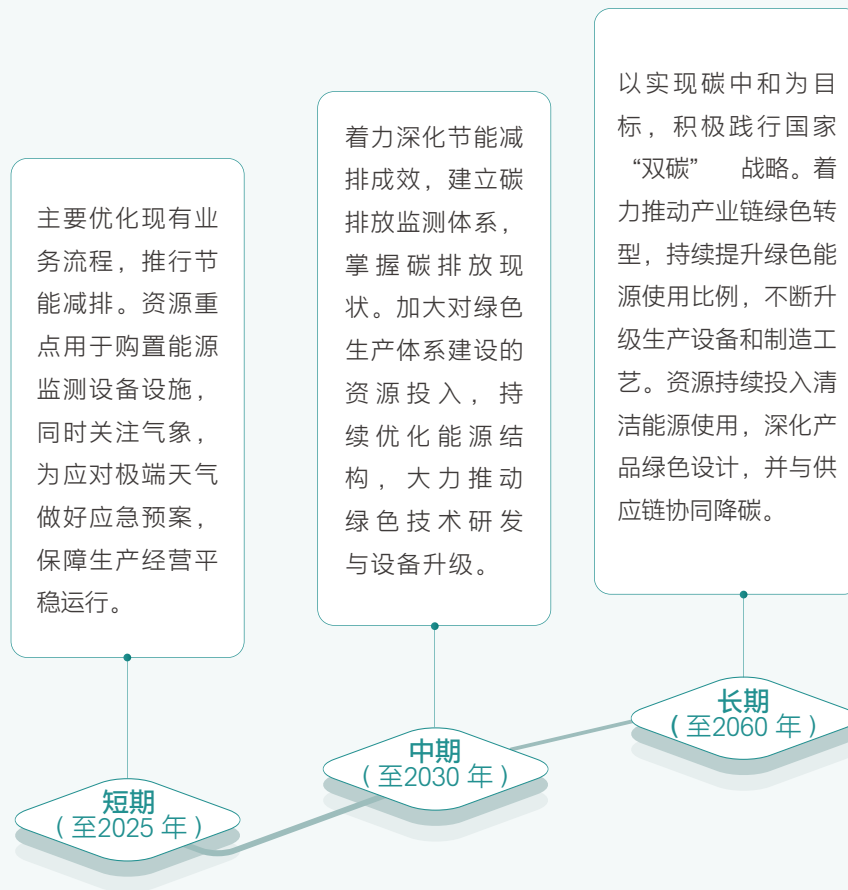 主要优化现有业
务流程，推行节
能减排。资源重
点用于购置能源
监测设备设施，
同时关注气象，
为应对极端天气
做好应急预案，
保障生产经营平
稳运行。
短期
（至2025 年）
着力深化节能减
排成效，建立碳
排放监测体系，
掌握碳排放现
状。加大对绿色
生产体系建设的
资源投入，持
续优化能源结
构，大力推动
绿色技术研发
与设备升级。
中期
（至2030 年）
以实现碳中和为目
标，积极践行国家
“双碳” 战略。着
力推动产业链绿色转
型，持续提升绿色能
源使用比例，不断升
级生产设备和制造工
艺。资源持续投入清
洁能源使用，深化产
品绿色设计，并与供
应链协同降碳。
长期
（至2060 年）